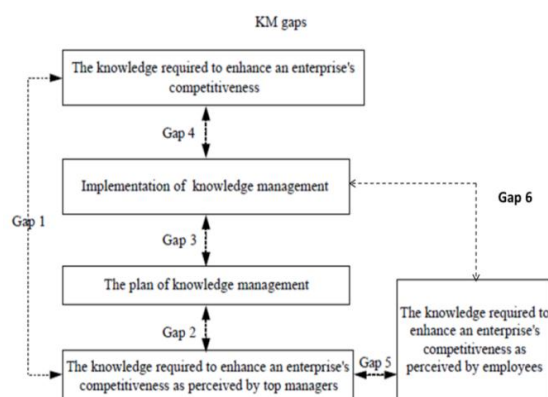 KM gaps
The knowledge required to enhance an enterprise's
competitiveness
Gap 4
Implementation of knowledge management
Gap 1
Gap 6
Gap 3
The plan of knowledge management
Gap 2
The knowledge required to enhance an enterprise's
competitiveness as perceived by top managers
Gap 5
The knowledge required to
enhance an enterprise's
competitiveness as
perceived by employees